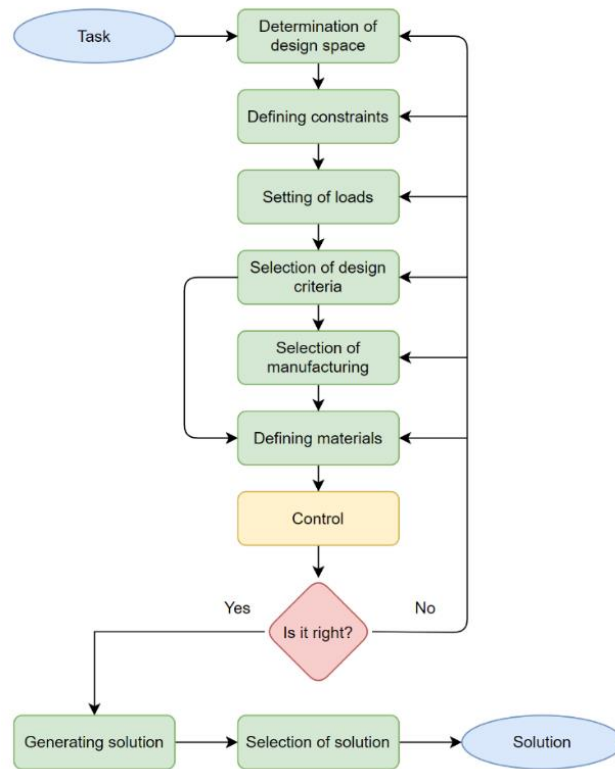 Task
Determination of
design space
Defining constraints
Setting of loads
Selection of design
criteria
Selection of
manufacturing
Defining materials
Control
Yes
No
Is it right?
Generating solution
Selection of solution
Solution